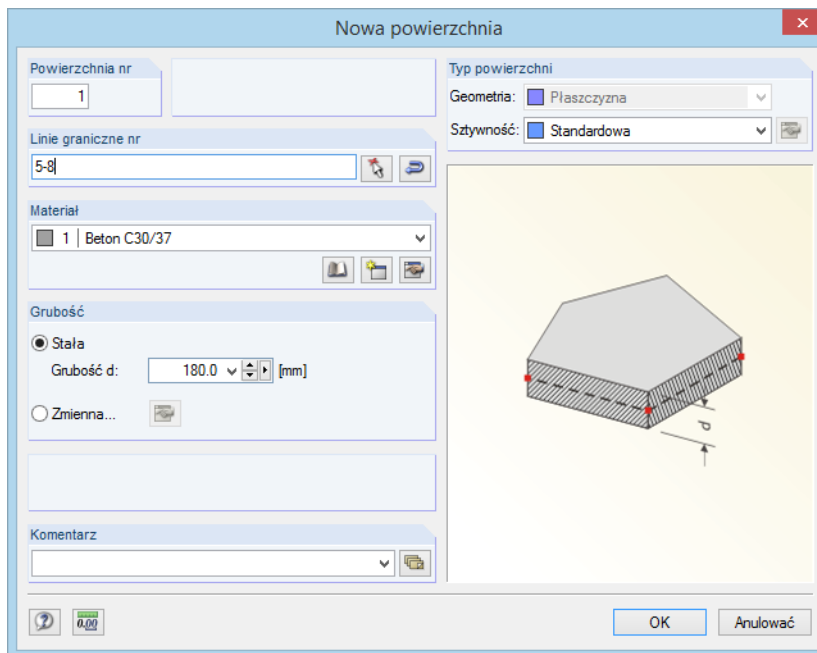 Nowa powierzchnia
Powierzchnia nr
1
Linie graniczne nr
5-8
Materiał
1 Beton C30/37
Grubość
Stała
Grubość d: 180.0 [mm]
Zmienna...
Komentarz
Typ powierzchni
Geometria: Płaszczyzna
Sztywność: Standardowa
d
0.00
OK Anulować